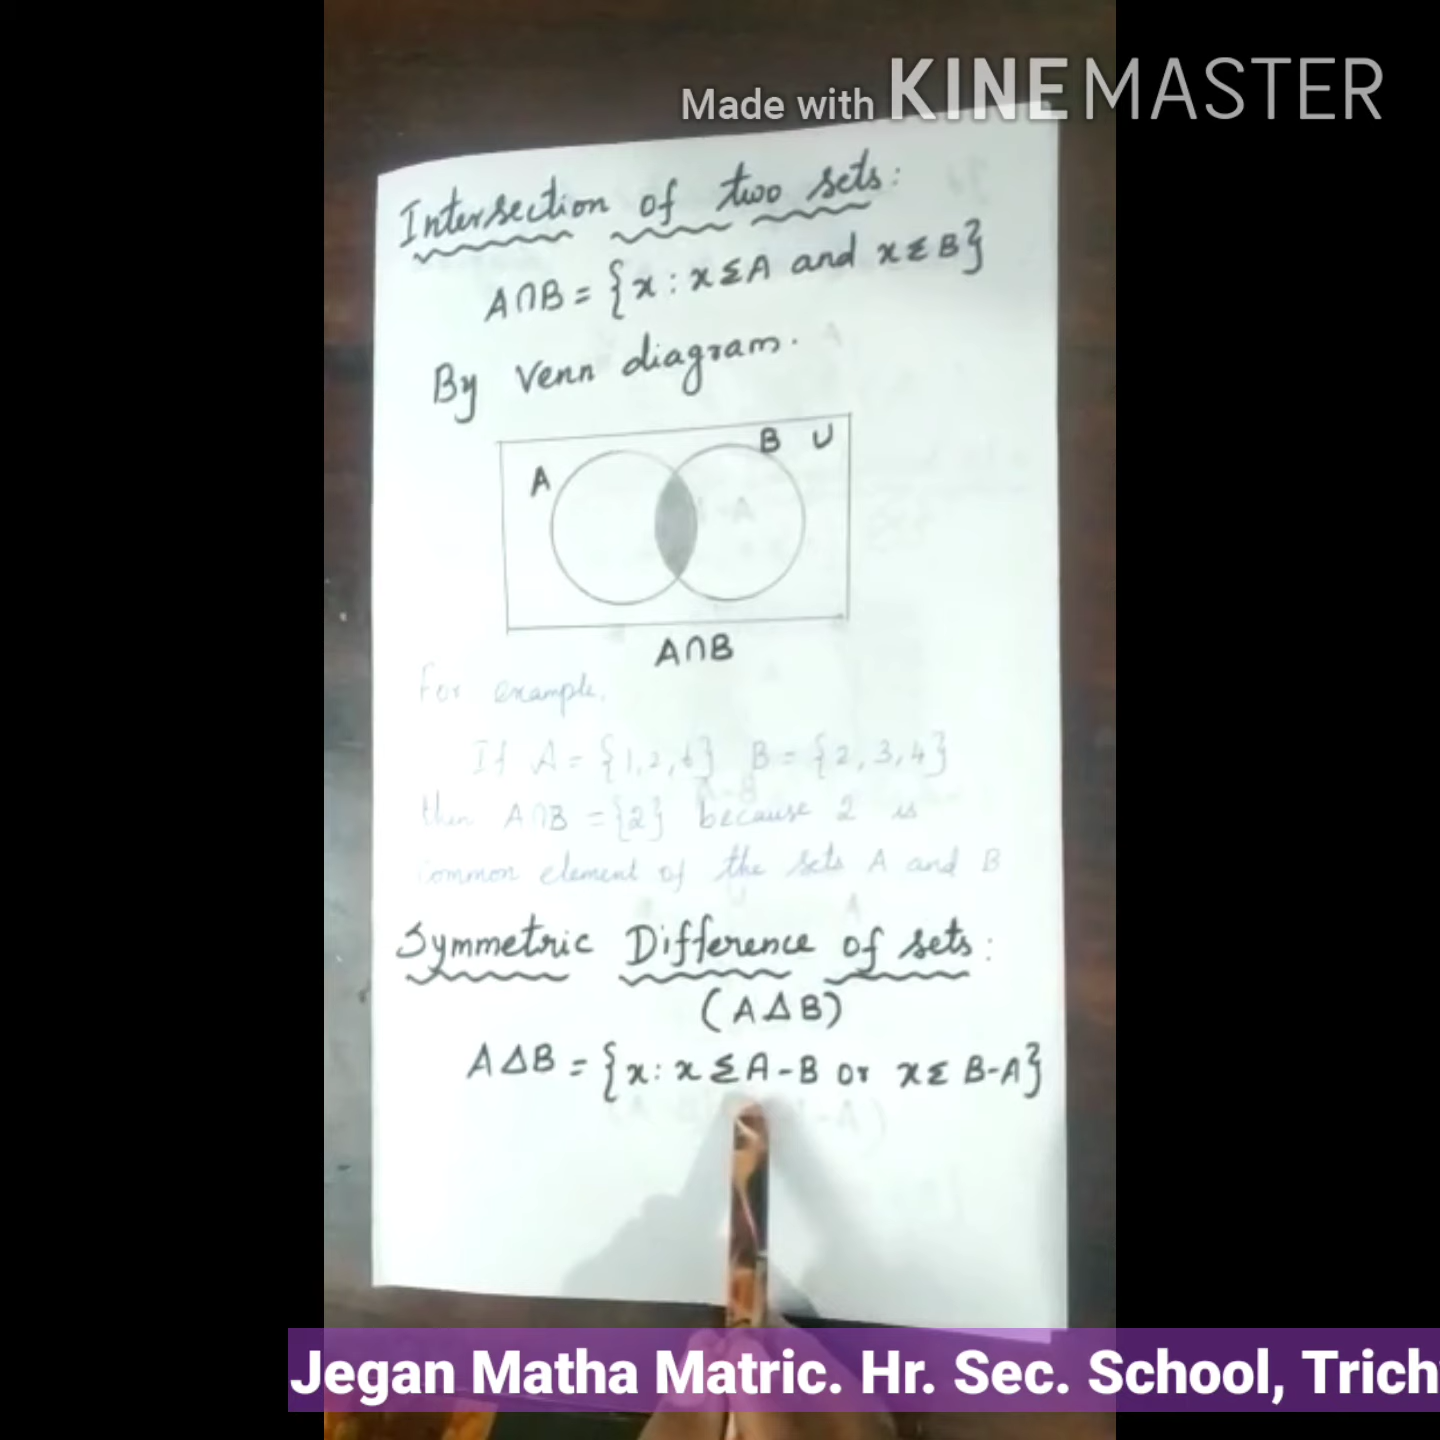 Made with KINEMASTER
Intersection of two sets:
A∩B = {x : x Σ A and x Σ B}
By Venn diagram.
A B U
A∩B
For example,
If A = {1,2,6} B = {2,3,4}
then A∩B = {2} because 2 is
common element of the sets A and B
Symmetric Difference of sets:
(A Δ B)
A Δ B = {x: x Σ A-B or x Σ B-A}
Jegan Matha Matric. Hr. Sec. School, Trich